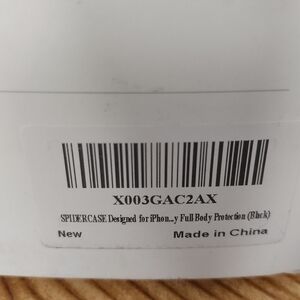 X003GAC2AX
SPIDERCASE Designed for iPhon...y Full Body Protection (Black)
New Made in China